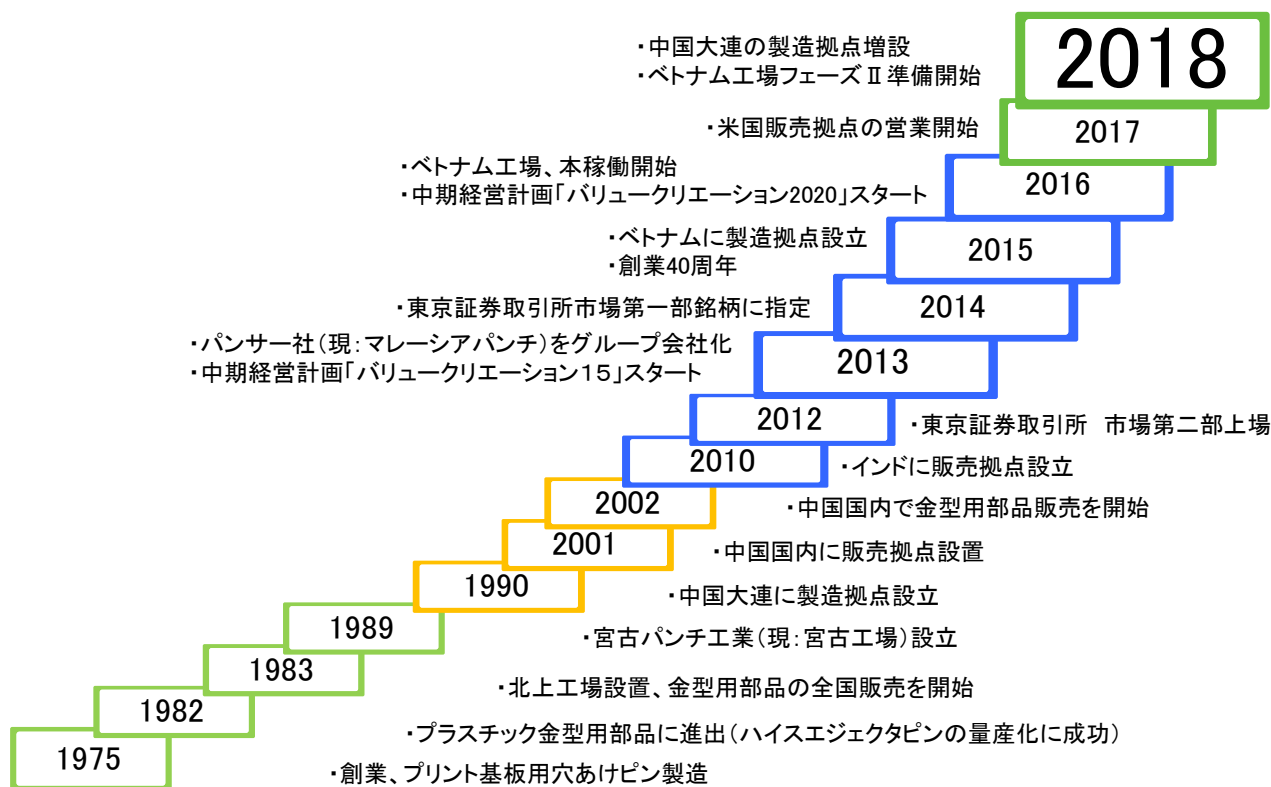 ・中国大連の製造拠点増設
・ベトナム工場フェーズⅡ準備開始
2018
・米国販売拠点の営業開始
2017
・ベトナム工場、本稼働開始
・中期経営計画「バリュークリエーション2020」スタート
2016
・ベトナムに製造拠点設立
・創業40周年
2015
・東京証券取引所市場第一部銘柄に指定
2014
・パンサー社(現:マレーシアパンチ)をグループ会社化
・中期経営計画「バリュークリエーション15」スタート
2013
2012
・東京証券取引所　市場第二部上場
2010
・インドに販売拠点設立
2002
・中国国内で金型用部品販売を開始
2001
・中国国内に販売拠点設置
1990
・中国大連に製造拠点設立
1989
・宮古パンチ工業(現:宮古工場)設立
1983
・北上工場設置、金型用部品の全国販売を開始
1982
・プラスチック金型用部品に進出(ハイスエジェクタピンの量産化に成功)
1975
・創業、プリント基板用穴あけピン製造